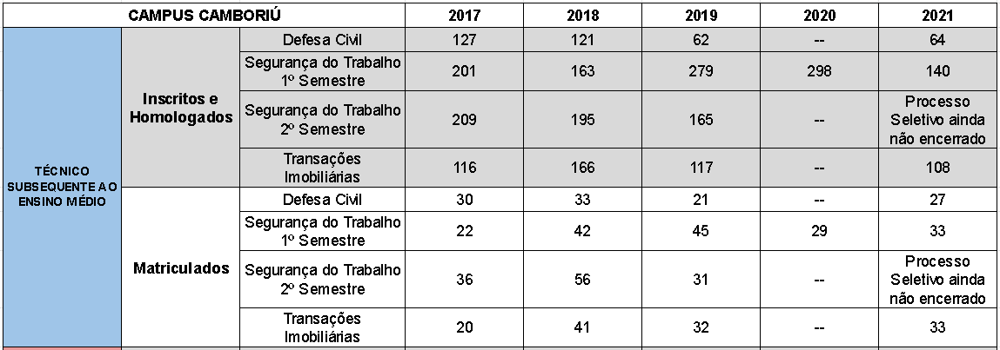 CAMPUS CAMBORIÚ 2017 2018 2019 2020 2021
TÉCNICO
SUBSEQUENTE AO
ENSINO MÉDIO
Inscritos e
Homologados
Defesa Civil 127 121 62 -- 64
Segurança do Trabalho
1º Semestre 201 163 279 298 140
Segurança do Trabalho
2º Semestre 209 195 165 -- Processo
Seletivo ainda
não encerrado
Transações
Imobiliárias 116 166 117 -- 108
Matriculados
Defesa Civil 30 33 21 -- 27
Segurança do Trabalho
1º Semestre 22 42 45 29 33
Segurança do Trabalho
2º Semestre 36 56 31 -- Processo
Seletivo ainda
não encerrado
Transações
Imobiliárias 20 41 32 -- 33